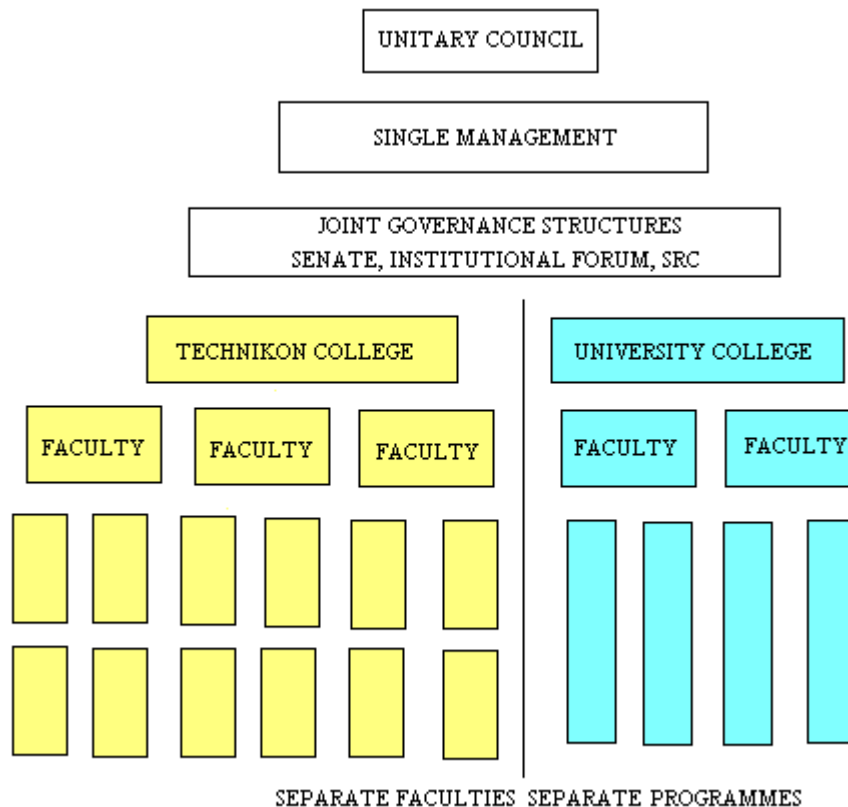 UNITARY COUNCIL
SINGLE MANAGEMENT
JOINT GOVERNANCE STRUCTURES
SENATE, INSTITUTIONAL FORUM, SRC
TECHNIKON COLLEGE
UNIVERSITY COLLEGE
FACULTY
FACULTY
FACULTY
FACULTY
FACULTY
SEPARATE FACULTIES SEPARATE PROGRAMMES